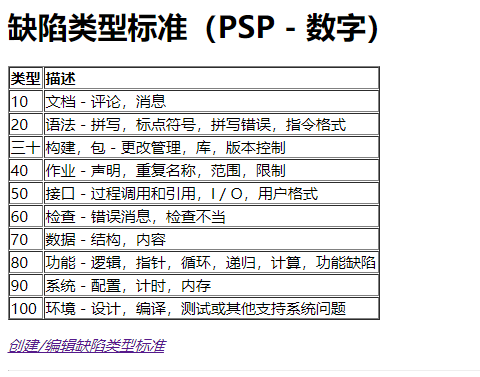 缺陷类型标准（PSP - 数字）
类型 描述
10 文档 - 评论，消息
20 语法 - 拼写，标点符号，拼写错误，指令格式
三十 构建，包 - 更改管理，库，版本控制
40 作业 - 声明，重复名称，范围，限制
50 接口 - 过程调用和引用，I / O，用户格式
60 检查 - 错误消息，检查不当
70 数据 - 结构，内容
80 功能 - 逻辑，指针，循环，递归，计算，功能缺陷
90 系统 - 配置，计时，内存
100 环境 - 设计，编译，测试或其他支持系统问题
创建/编辑缺陷类型标准